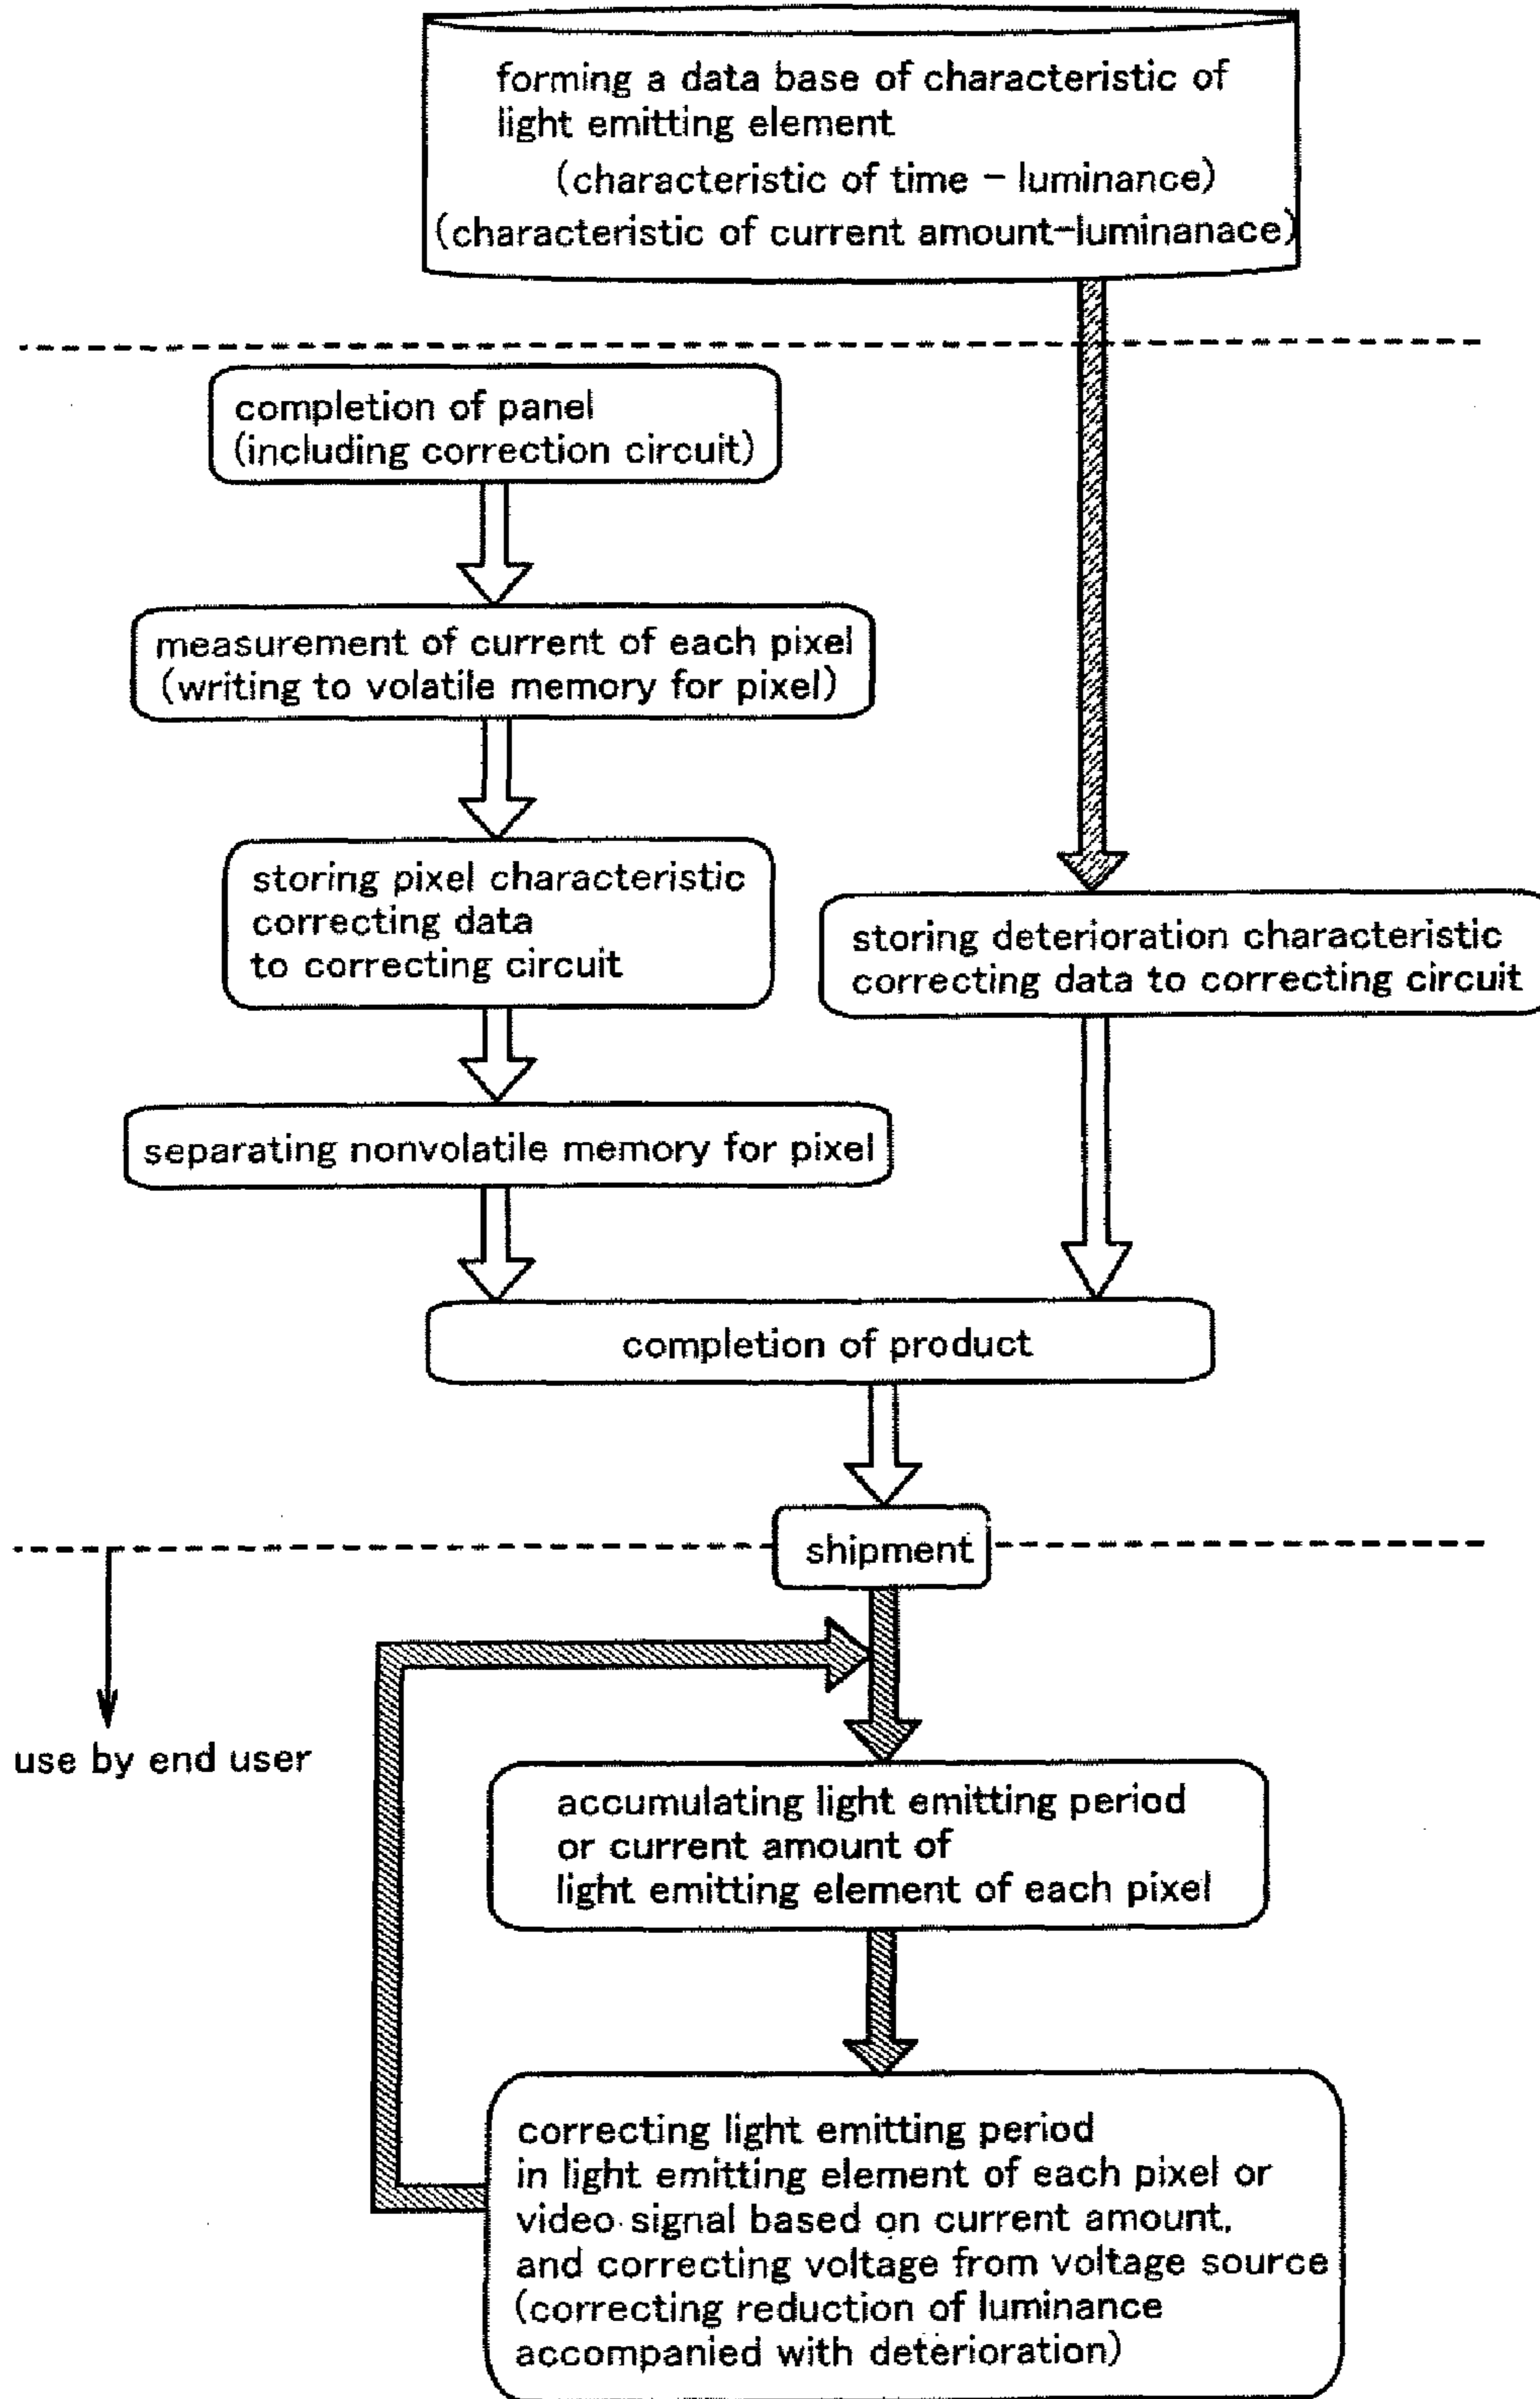 forming a data base of characteristic of
light emitting element
(characteristic of time - luminance)
(characteristic of current amount-luminanace)
completion of panel
(including correction circuit)
measurement of current of each pixel
(writing to volatile memory for pixel)
storing pixel characteristic
correcting data
to correcting circuit
storing deterioration characteristic
correcting data to correcting circuit
separating nonvolatile memory for pixel
completion of product
shipment
use by end user
accumulating light emitting period
or current amount of
light emitting element of each pixel
correcting light emitting period
in light emitting element of each pixel or
video signal based on current amount,
and correcting voltage from voltage source
(correcting reduction of luminance
accompanied with deterioration)